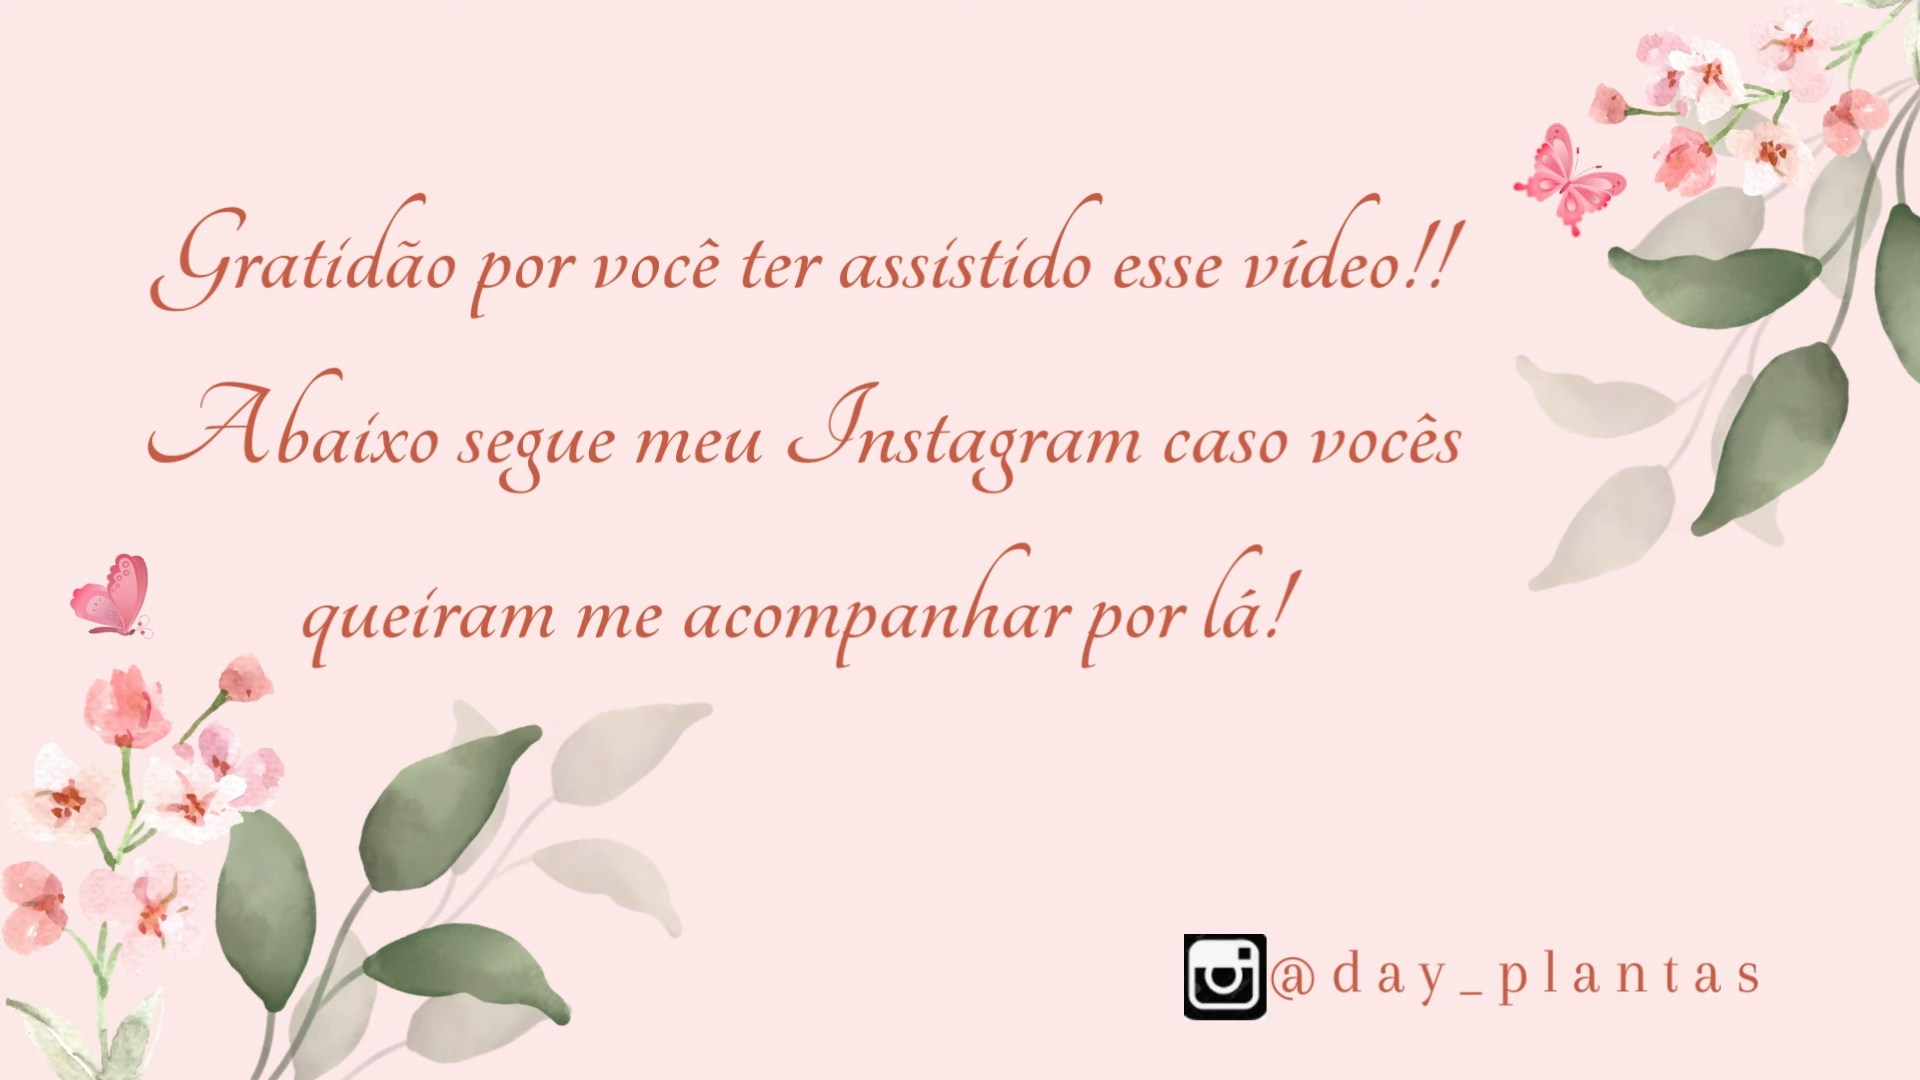 Gratidão por você ter assistido esse vídeo!!
Abaixo segue meu Instagram caso vocês
queiram me acompanhar por lá!
@day_plantas